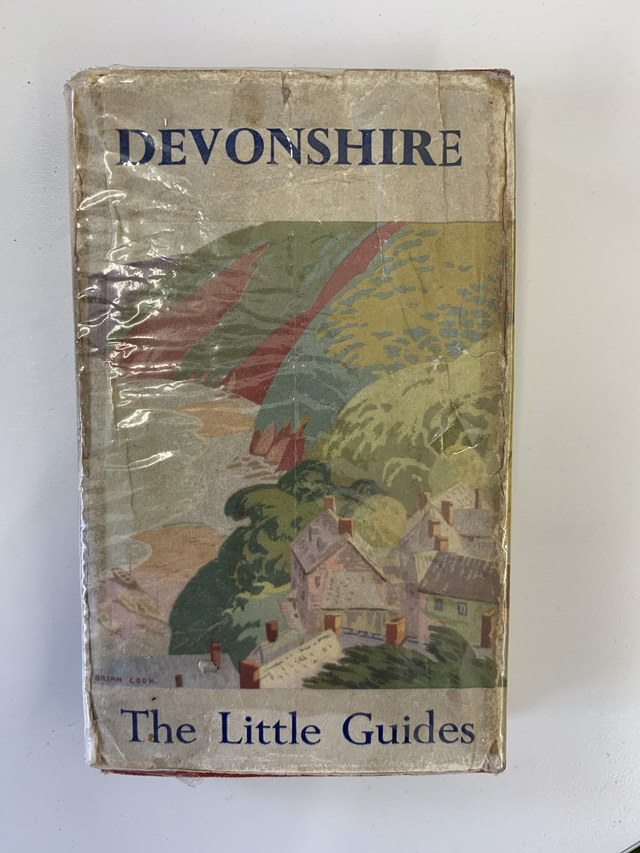 DEVONSHIRE
BRIAN COOK
The Little Guides